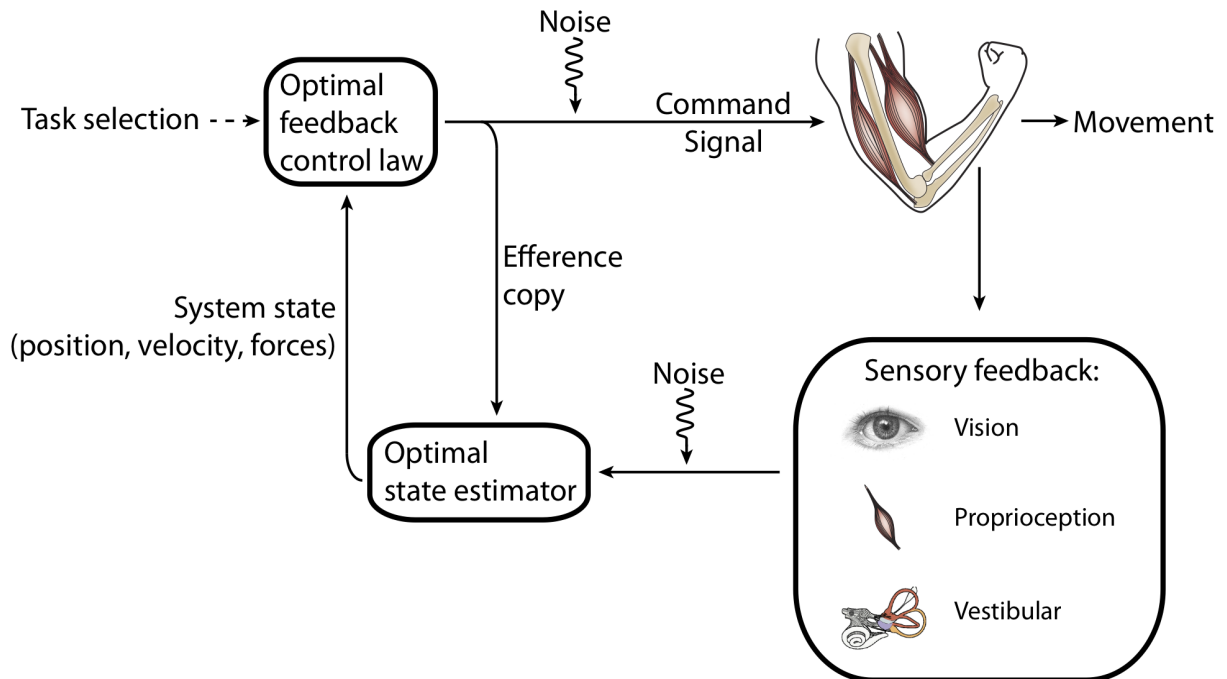 Noise
Optimal
feedback
control law
Task selection
Command
Signal
Movement
Efference
copy
System state
(position, velocity, forces)
Noise
Optimal
state estimator
Sensory feedback:
Vision
Proprioception
Vestibular